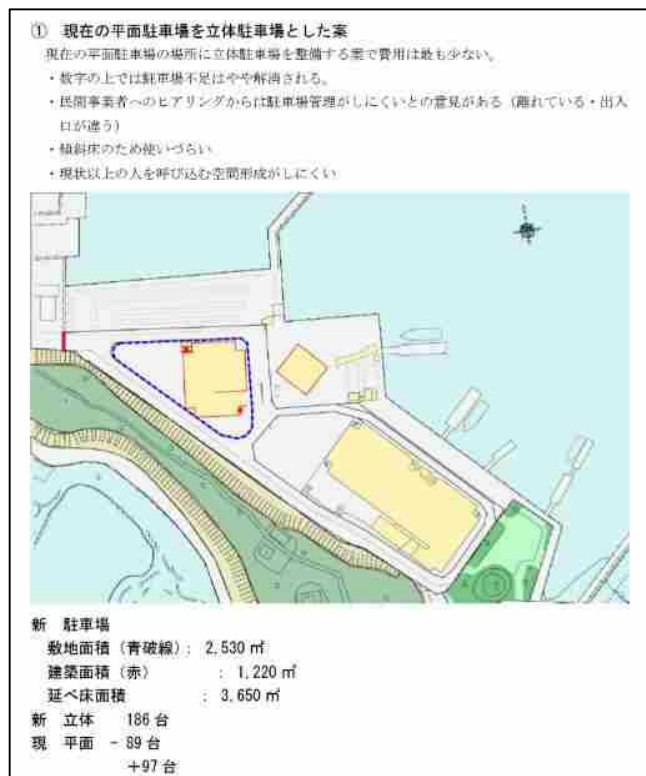 ① 現在の平面駐車場を立体駐車場とした案
現在の平面駐車場の場所に立体駐車場を整備する案で費用は最も少ない。
・数字の上では駐車場不足はやや解消される。
・民間事業者へのヒアリングからは駐車場管理がしにくいとの意見がある（離れている・出入
口が違う）
・傾斜床のため使いづらい
・現状以上の人を呼び込む空間形成がしにくい
新 駐車場
敷地面積（青破線）： 2,530 ㎡
建築面積（赤） ： 1,220 ㎡
延べ床面積 ： 3,650 ㎡
新 立体 186 台
現 平面 － 89 台
＋97 台